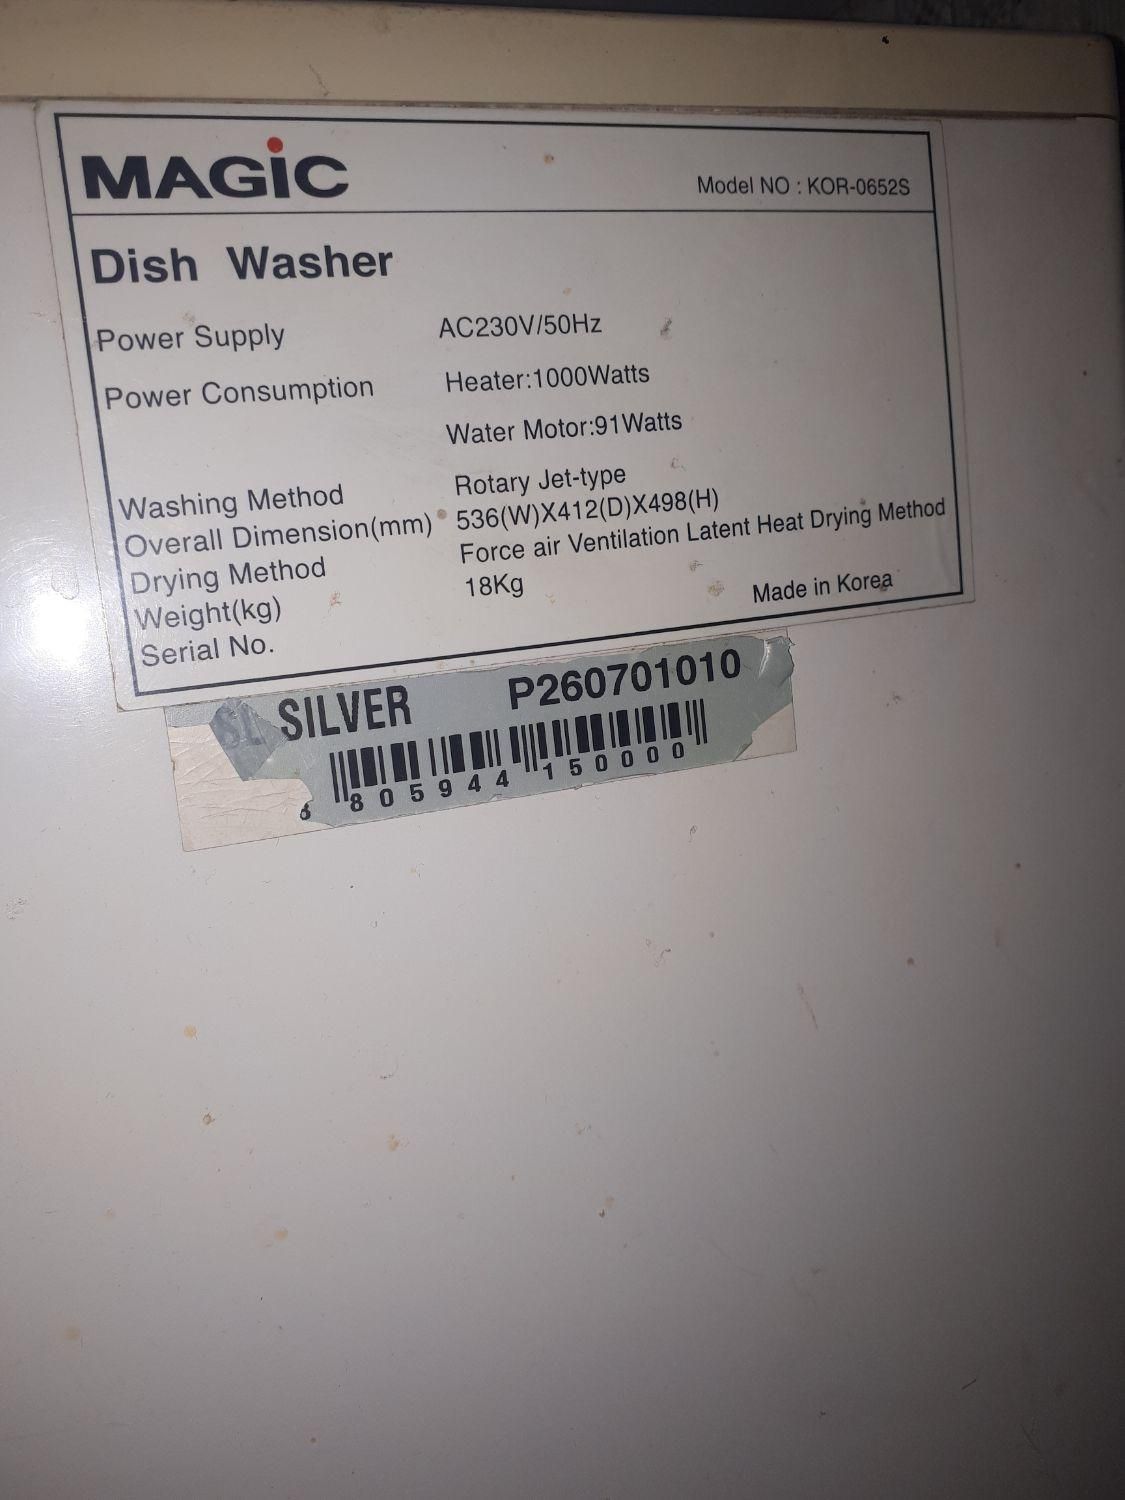 MAGiC
Model NO : KOR-0652S
Dish Washer
Power Supply AC230V/50Hz
Power Consumption Heater:1000Watts
Water Motor:91Watts
Washing Method Rotary Jet-type
Overall Dimension(mm) 536(W)X412(D)X498(H)
Drying Method Force air Ventilation Latent Heat Drying Method
Weight(kg) 18Kg
Serial No. Made in Korea
SILVER P260701010
805944 150000